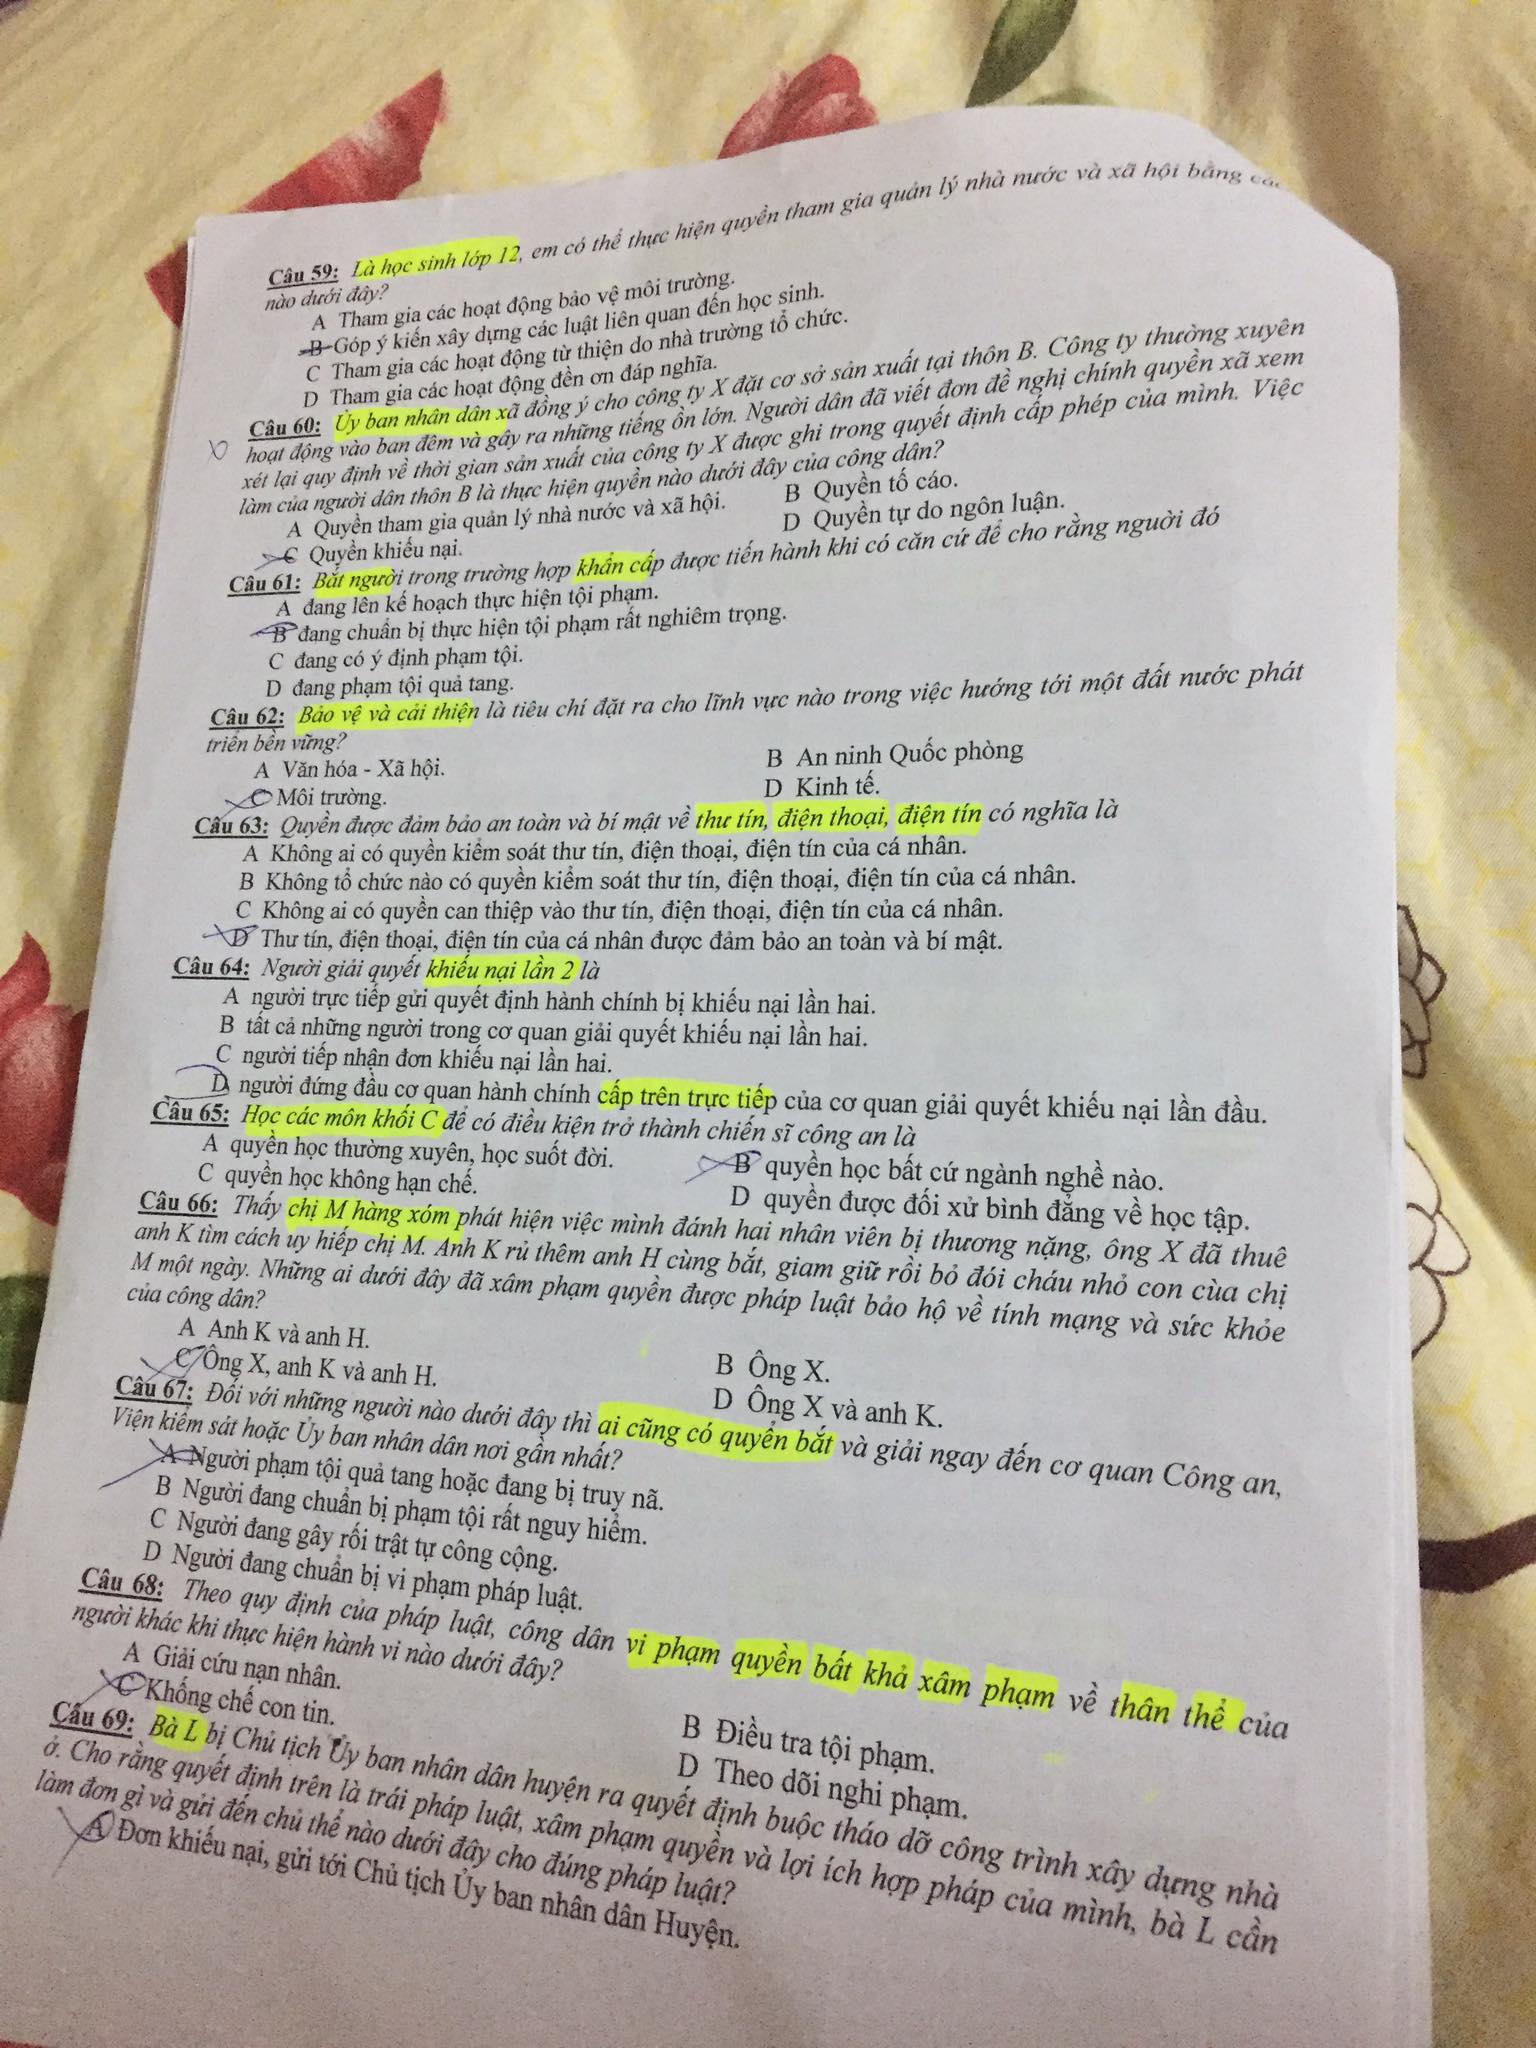 Câu 59: Là học sinh lớp 12, em có thể thực hiện quyền tham gia quản lý nhà nước và xã hội bằng
nào dưới đây?
A Tham gia các hoạt động bảo vệ môi trường.
B Góp ý kiến xây dựng các luật liên quan đến học sinh.
C Tham gia các hoạt động từ thiện do nhà trường tổ chức.
D Tham gia các hoạt động đền ơn đáp nghĩa.
Câu 60: Ủy ban nhân dân xã đồng ý cho công ty X đặt cơ sở sản xuất tại thôn B. Công ty thường xuyên
hoạt động vào ban đêm và gây ra những tiếng ồn lớn. Người dân đã viết đơn đề nghị chính quyền xã xem
xét lại quy định về thời gian sản xuất của công ty X được ghi trong quyết định cấp phép của mình. Việc
làm của người dân thôn B là thực hiện quyền nào dưới đây của công dân?
A Quyền tham gia quản lý nhà nước và xã hội. B Quyền tố cáo.
C Quyền khiếu nại. D Quyền tự do ngôn luận.
Câu 61: Bắt người trong trường hợp khẩn cấp được tiến hành khi có căn cứ để cho rằng người đó
A đang lên kế hoạch thực hiện tội phạm.
B đang chuẩn bị thực hiện tội phạm rất nghiêm trọng.
C đang có ý định phạm tội.
D đang phạm tội quả tang.
Câu 62: Bảo vệ và cải thiện là tiêu chí đặt ra cho lĩnh vực nào trong việc hướng tới một đất nước phát
triển bền vững?
A Văn hóa - Xã hội. B An ninh Quốc phòng
C Môi trường. D Kinh tế.
Câu 63: Quyền được đảm bảo an toàn và bí mật về thư tín, điện thoại, điện tín có nghĩa là
A Không ai có quyền kiểm soát thư tín, điện thoại, điện tín của cá nhân.
B Không tổ chức nào có quyền kiểm soát thư tín, điện thoại, điện tín của cá nhân.
C Không ai có quyền can thiệp vào thư tín, điện thoại, điện tín của cá nhân.
D Thư tín, điện thoại, điện tín của cá nhân được đảm bảo an toàn và bí mật.
Câu 64: Người giải quyết khiếu nại lần 2 là
A người trực tiếp gửi quyết định hành chính bị khiếu nại lần hai.
B tất cả những người trong cơ quan giải quyết khiếu nại lần hai.
C người tiếp nhận đơn khiếu nại lần hai.
D người đứng đầu cơ quan hành chính cấp trên trực tiếp của cơ quan giải quyết khiếu nại lần đầu.
Câu 65: Học các môn khối C để có điều kiện trở thành chiến sĩ công an là
A quyền học thường xuyên, học suốt đời. B quyền học bất cứ ngành nghề nào.
C quyền học không hạn chế. D quyền được đối xử bình đẳng về học tập.
Câu 66: Thấy chị M hàng xóm phát hiện việc mình đánh hai nhân viên bị thương nặng, ông X đã thuê
anh K tìm cách uy hiếp chị M. Anh K rủ thêm anh H cùng bắt, giam giữ rồi bỏ đói cháu nhỏ con của chị
M một ngày. Những ai dưới đây đã xâm phạm quyền được pháp luật bảo hộ về tính mạng và sức khỏe
của công dân?
A Anh K và anh H. B Ông X.
C Ông X, anh K và anh H. D Ông X và anh K.
Câu 67: Đối với những người nào dưới đây thì ai cũng có quyền bắt và giải ngay đến cơ quan Công an,
Viện kiểm sát hoặc Ủy ban nhân dân nơi gần nhất?
A Người phạm tội quả tang hoặc đang bị truy nã.
B Người đang chuẩn bị phạm tội rất nguy hiểm.
C Người đang gây rối trật tự công cộng.
D Người đang chuẩn bị vi phạm pháp luật.
Câu 68: Theo quy định của pháp luật, công dân vi phạm quyền bất khả xâm phạm về thân thể của
người khác khi thực hiện hành vi nào dưới đây?
A Giải cứu nạn nhân. B Điều tra tội phạm.
C Khống chế con tin. D Theo dõi nghi phạm.
Câu 69: Bà L bị Chủ tịch Ủy ban nhân dân huyện ra quyết định buộc tháo dỡ công trình xây dựng nhà
ở. Cho rằng quyết định trên là trái pháp luật, xâm phạm quyền và lợi ích hợp pháp của mình, bà L cần
làm đơn gì và gửi đến chủ thể nào dưới đây cho đúng pháp luật?
A Đơn khiếu nại, gửi tới Chủ tịch Ủy ban nhân dân Huyện.